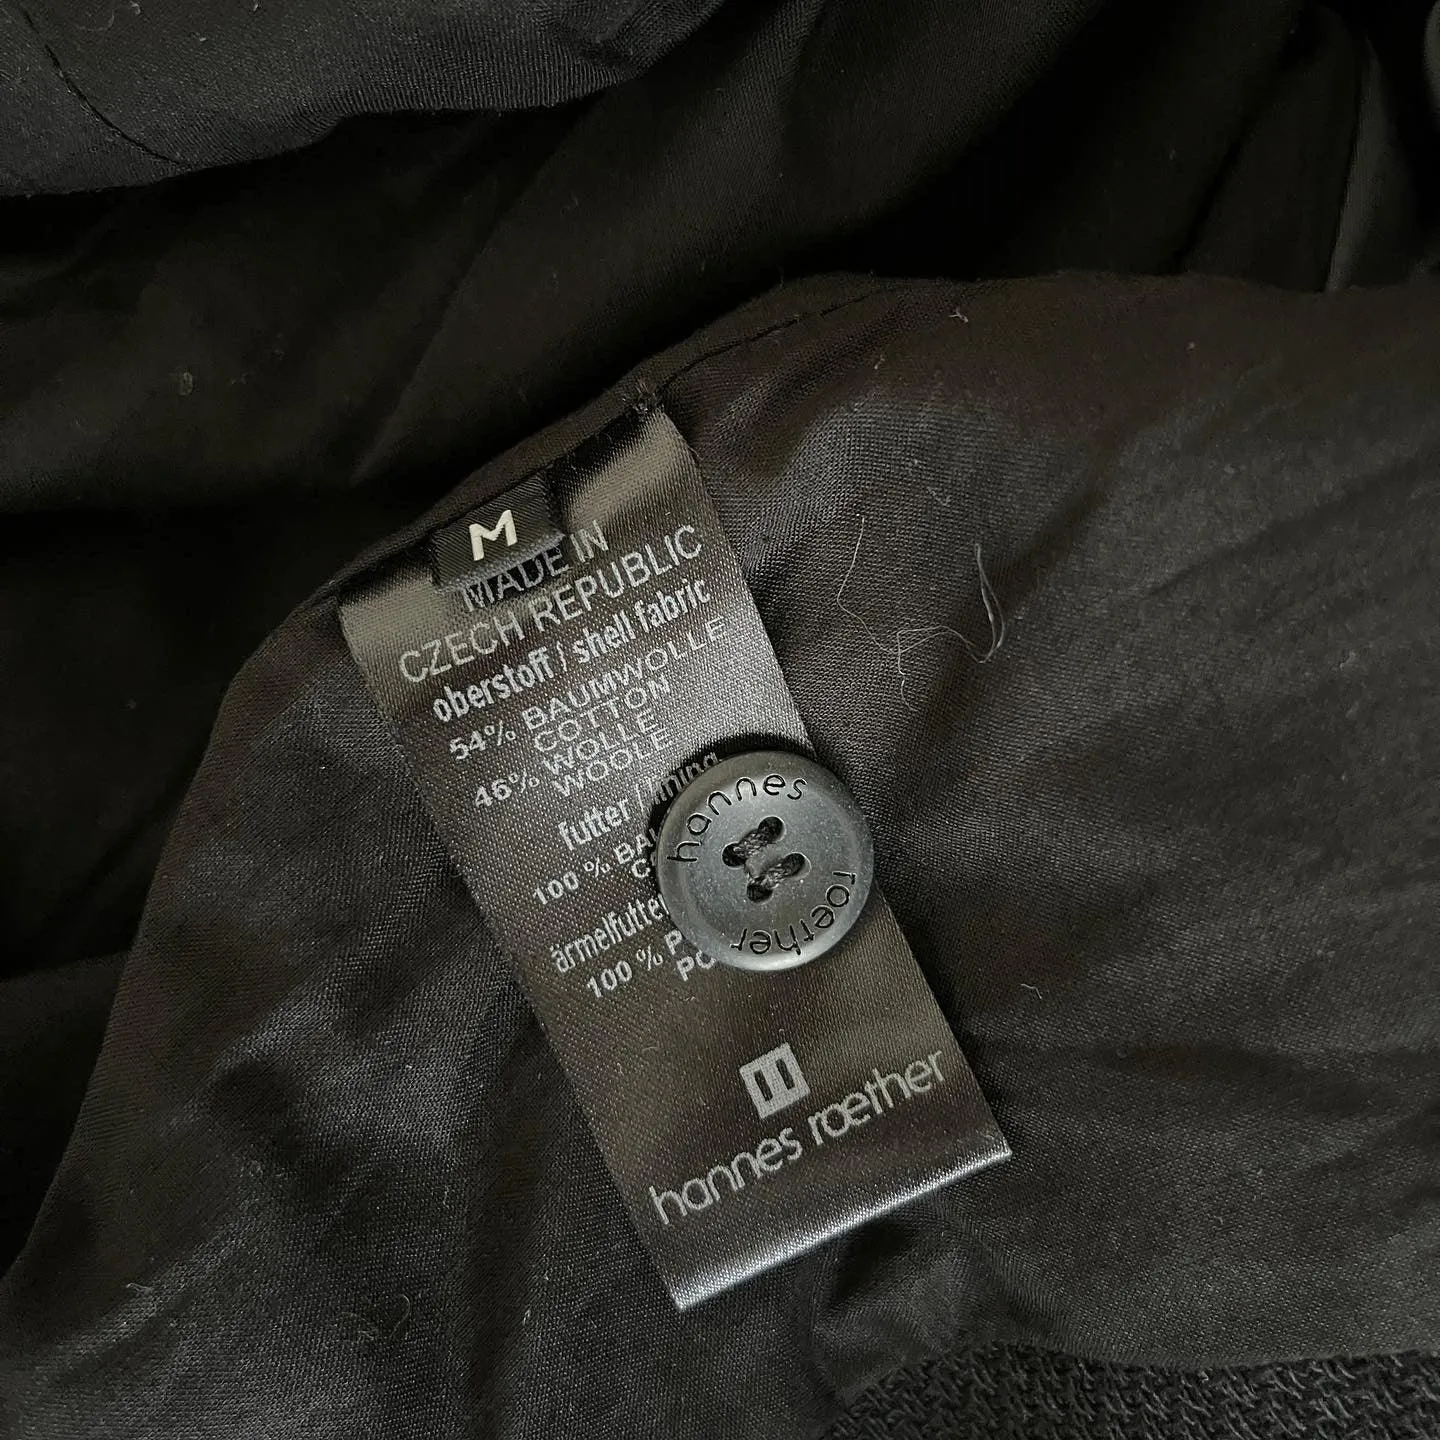 M
MADE IN
CZECH REPUBLIC
oberstoff / shell fabric
54% BAUMWOLLE
COTTON
46% WOLLE
WOOLE
futter /
100 %
100 %
hannes
roether
hannes roether